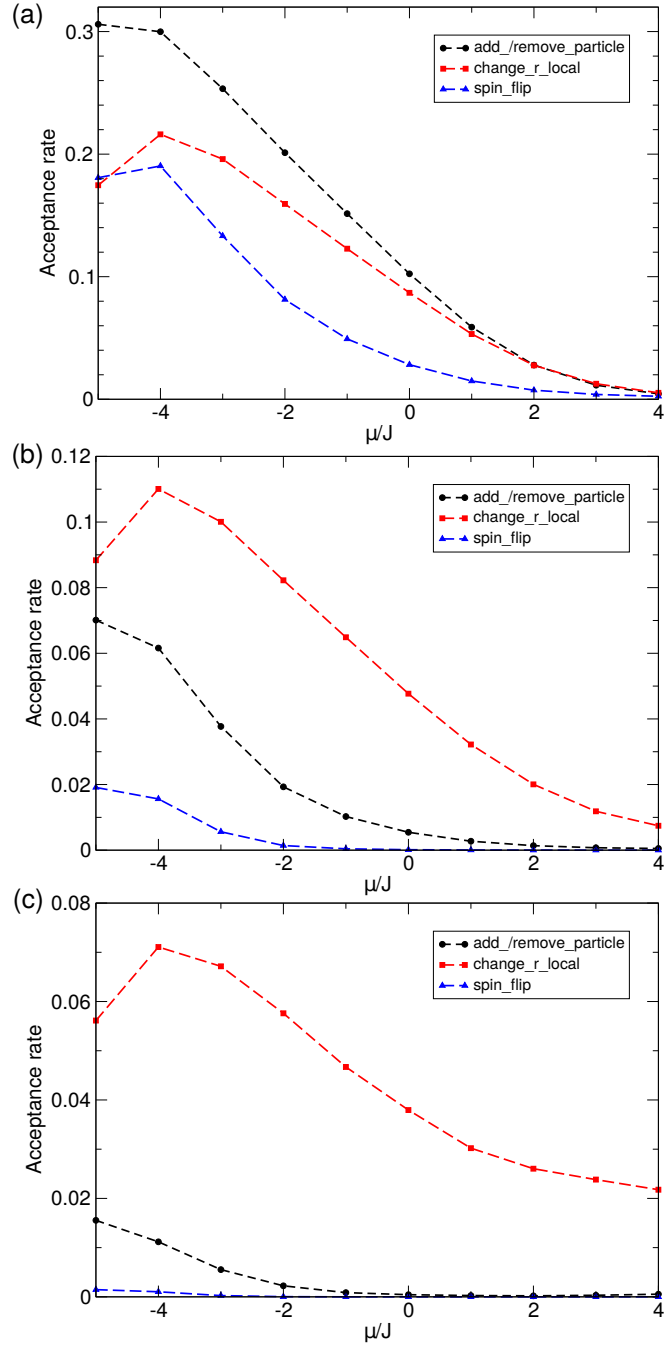 (a)
0.3
0.2
0.1
0
Acceptance rate
add_/remove_particle
change_r_local
spin_flip
-4
-2
0
2
4
μ/J
(b)
0.12
0.1
0.08
0.06
0.04
0.02
0
Acceptance rate
add_/remove_particle
change_r_local
spin_flip
-4
-2
0
2
4
μ/J
(c)
0.08
0.06
0.04
0.02
0
Acceptance rate
add_/remove_particle
change_r_local
spin_flip
-4
-2
0
2
4
μ/J